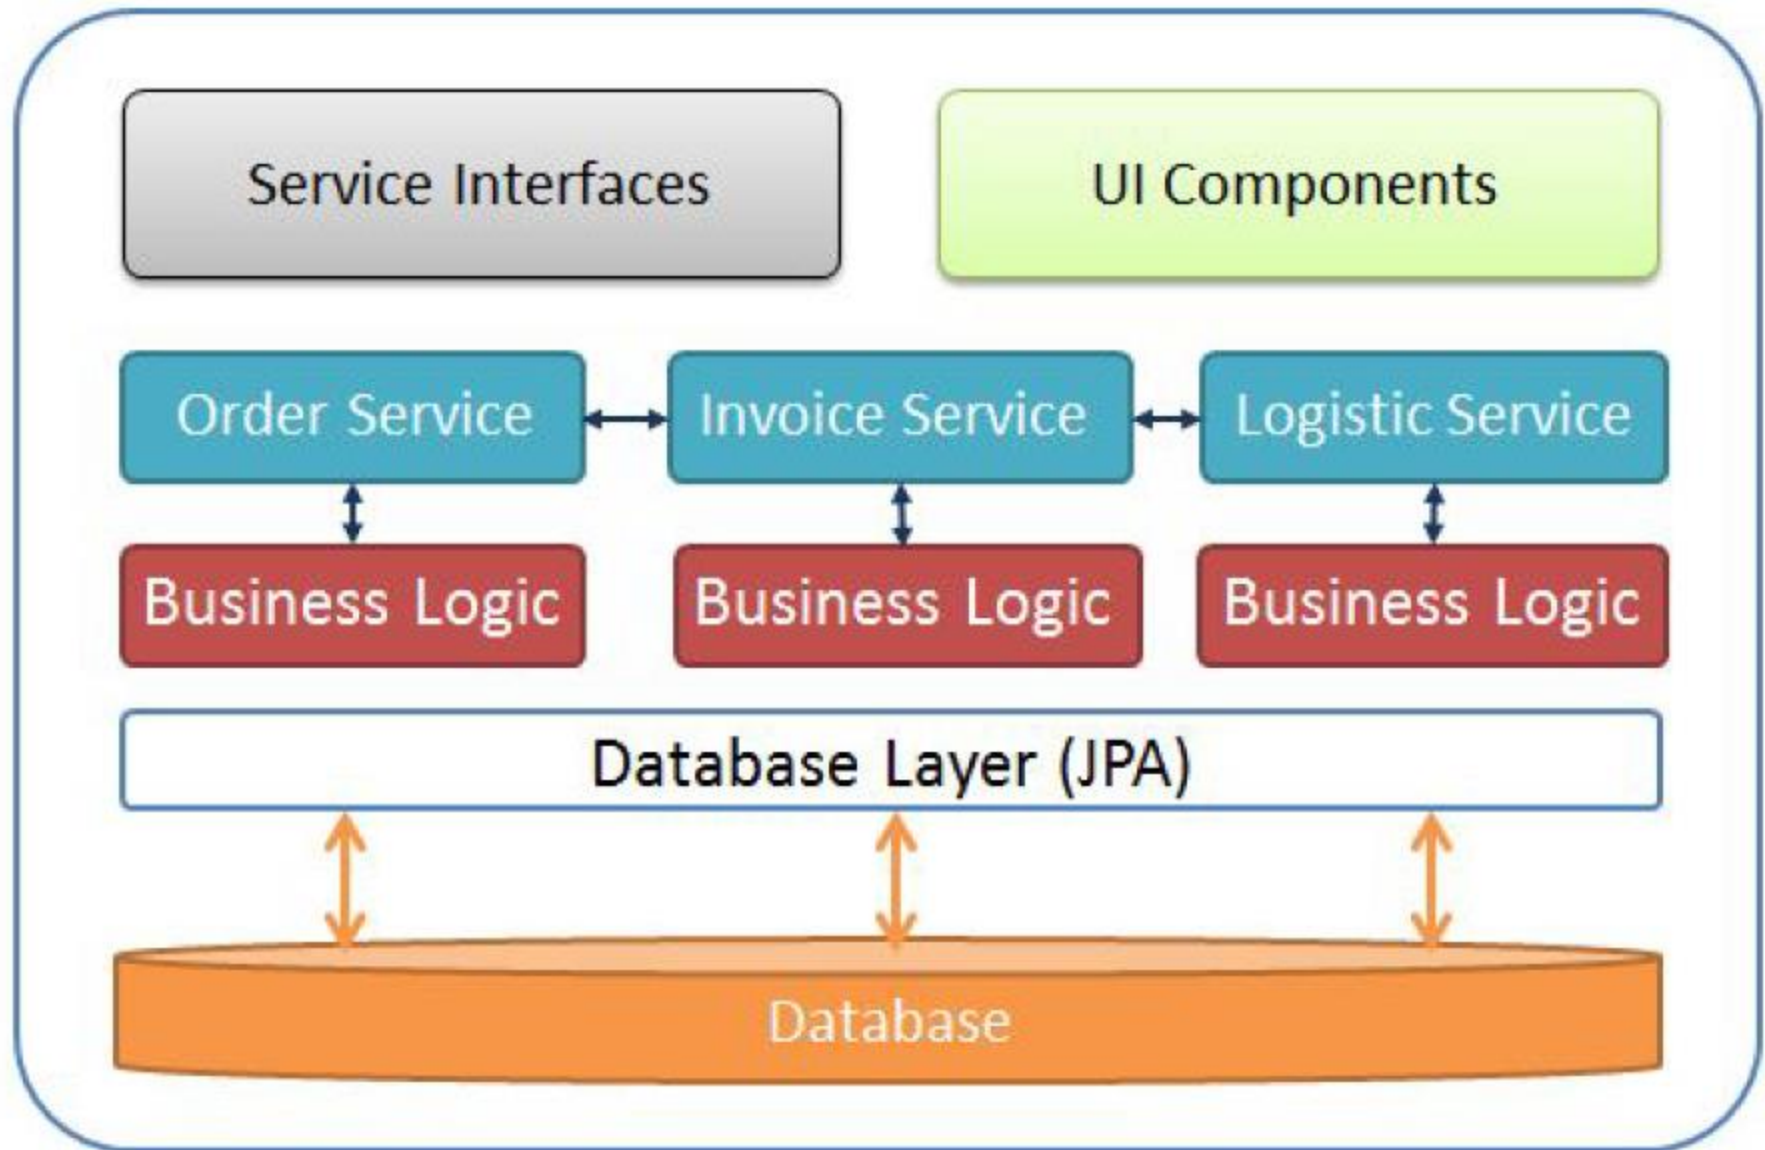 Service Interfaces
UI Components
Order Service
Invoice Service
Logistic Service
Business Logic
Business Logic
Business Logic
Database Layer (JPA)
Database